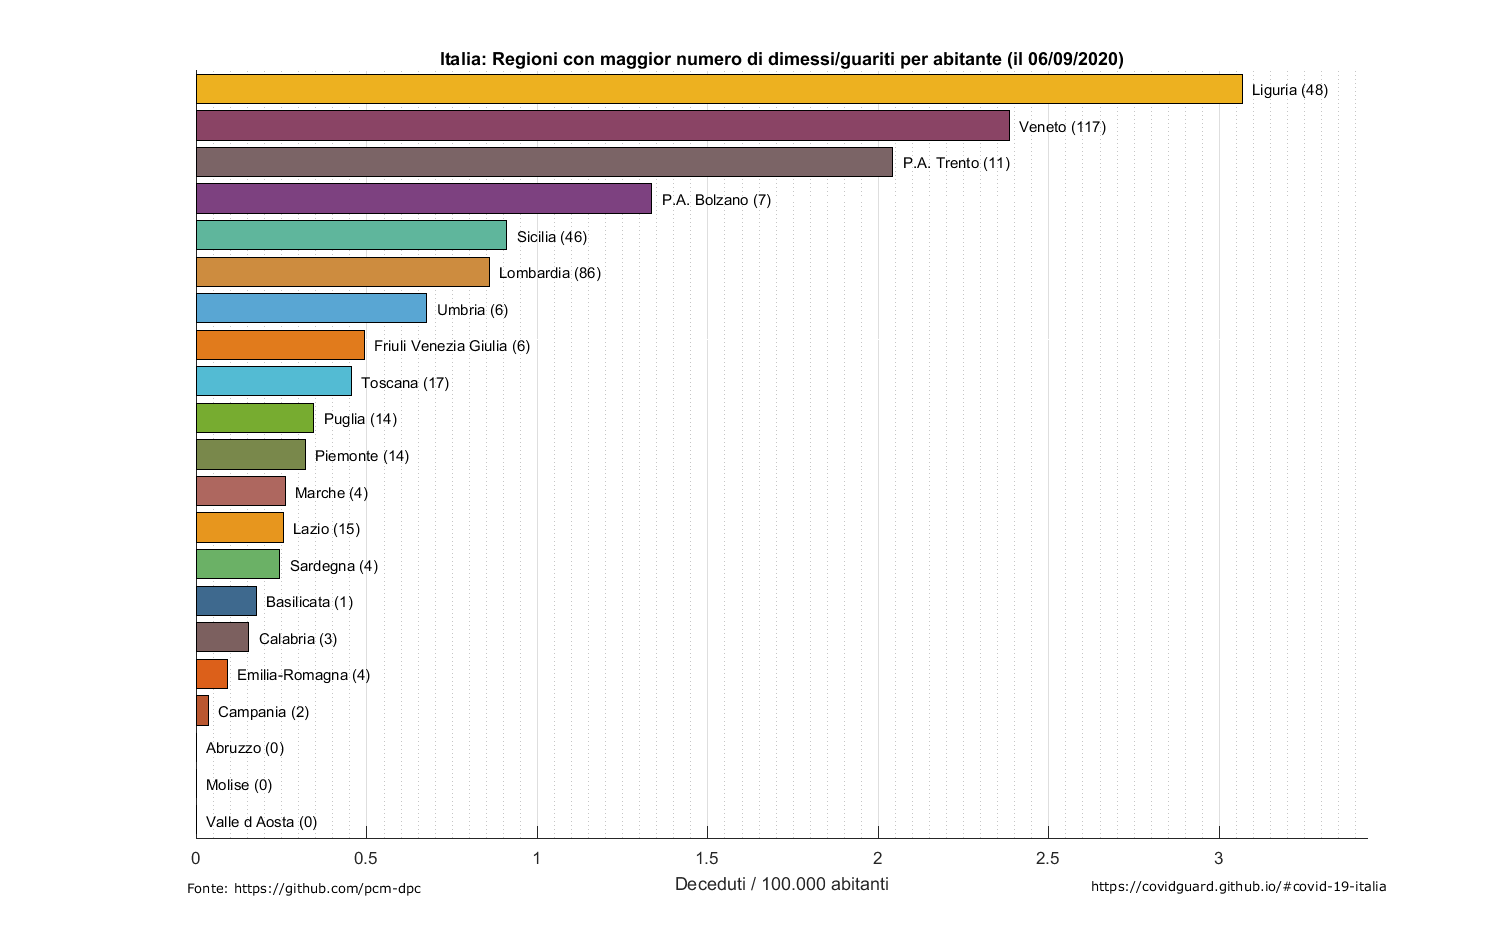 Italia: Regioni con maggior numero di dimessi/guariti per abitante (il 06/09/2020)
Liguria (48)
Veneto (117)
P.A. Trento (11)
P.A. Bolzano (7)
Sicilia (46)
Lombardia (86)
Umbria (6)
Friuli Venezia Giulia (6)
Toscana (17)
Puglia (14)
Piemonte (14)
Marche (4)
Lazio (15)
Sardegna (4)
Basilicata (1)
Calabria (3)
Emilia-Romagna (4)
Campania (2)
Abruzzo (0)
Molise (0)
Valle d Aosta (0)
0 0.5 1 1.5 2 2.5 3
Deceduti / 100.000 abitanti
Fonte: https://github.com/pcm-dpc
https://covidguard.github.io/#covid-19-italia